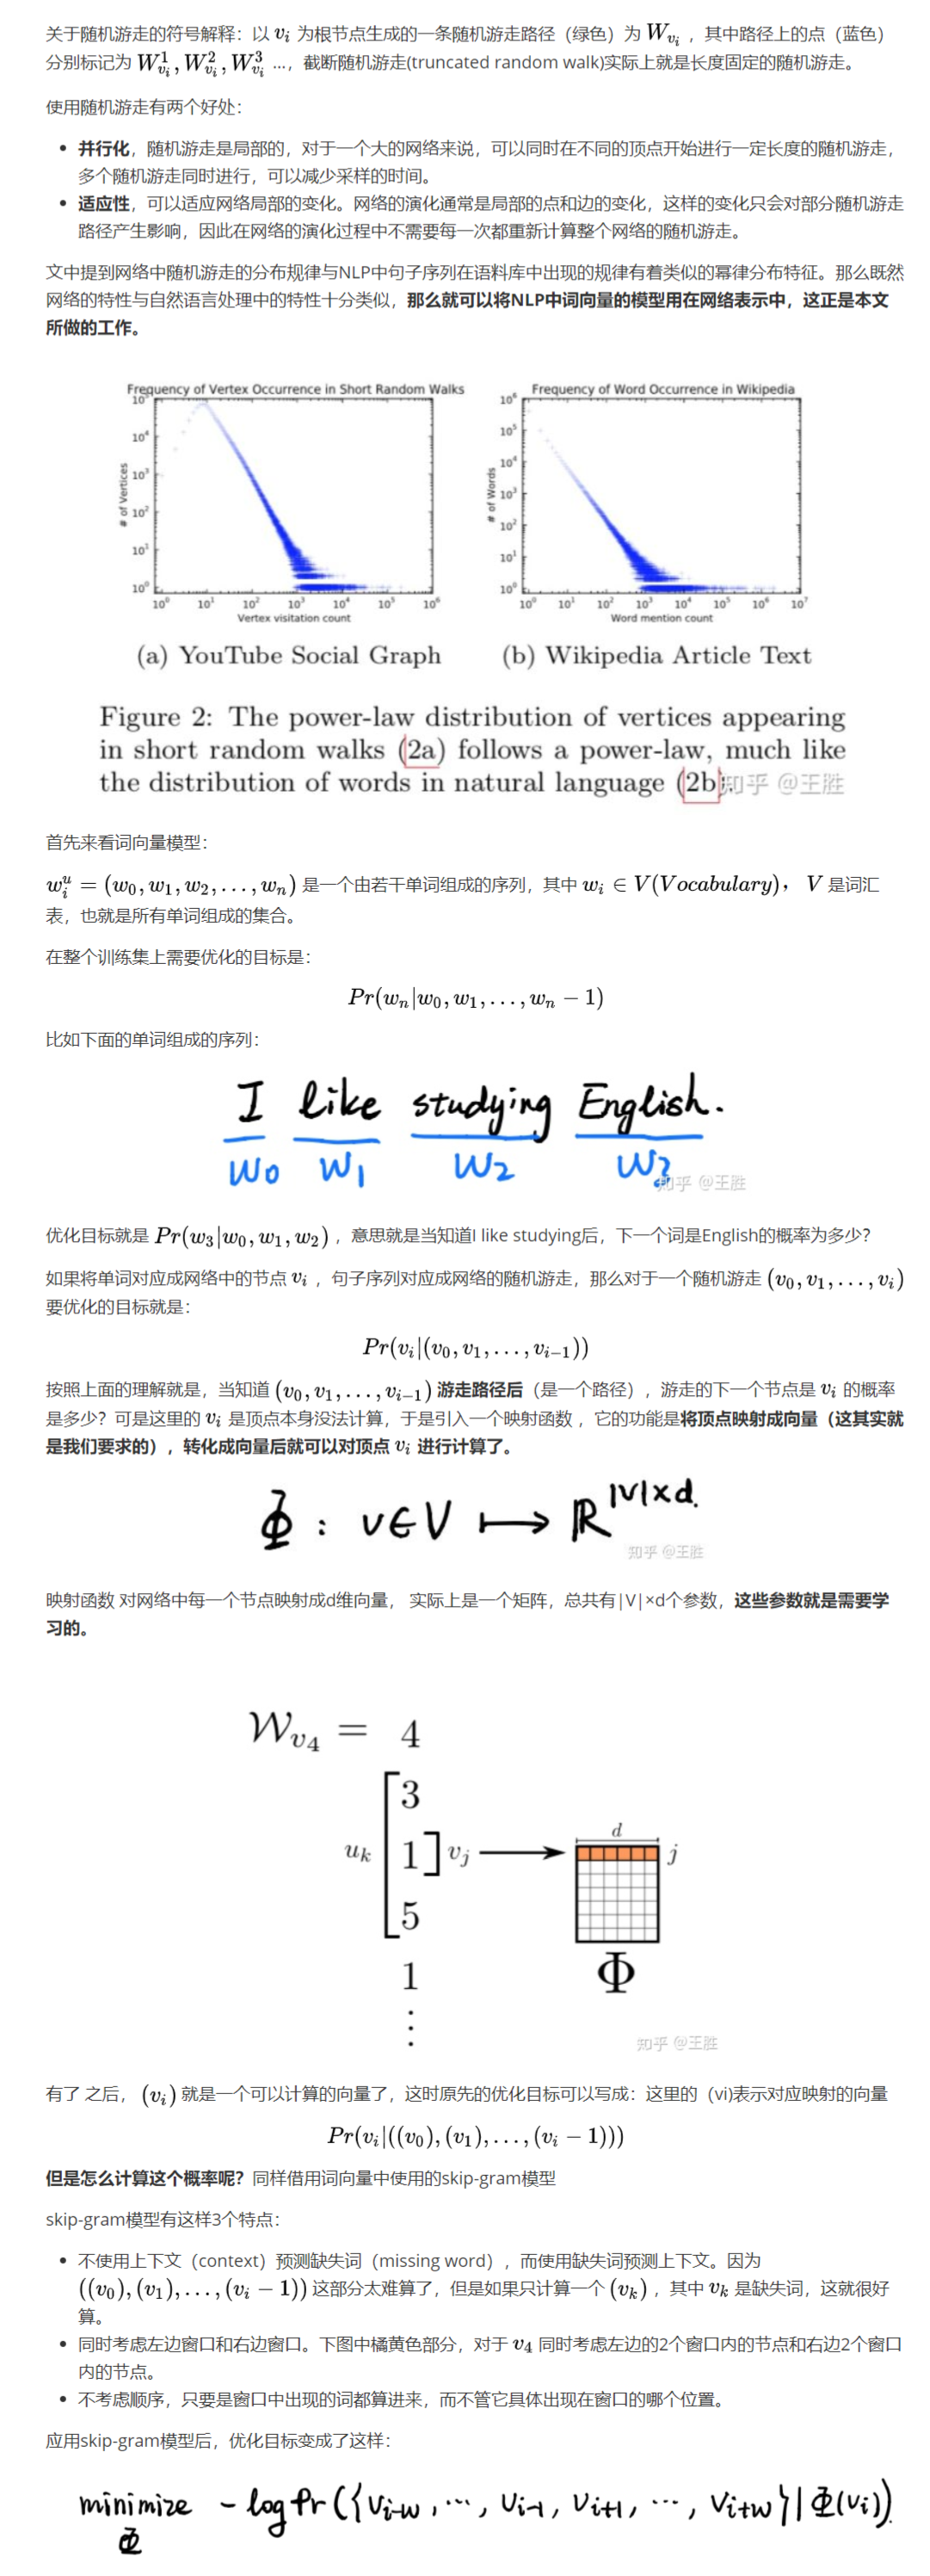 关于随机游走的符号解释：以 v_i 为根节点生成的一条随机游走路径（绿色）为 W_{v_i} ，其中路径上的点（蓝色）
分别标记为 W^1_{v_i}, W^2_{v_i}, W^3_{v_i} ...，截断随机游走(truncated random walk)实际上就是长度固定的随机游走。
使用随机游走有两个好处：
• 并行化，随机游走是局部的，对于一个大的网络来说，可以同时在不同的顶点开始进行一定长度的随机游走，
多个随机游走同时进行，可以减少采样的时间。
• 适应性，可以适应网络局部的变化。网络的演化通常是局部的点和边的变化，这样的变化只会对部分随机游走
路径产生影响，因此在网络的演化过程中不需要每一次都重新计算整个网络的随机游走。
文中提到网络中随机游走的分布规律与NLP中句子序列在语料库中出现的规律有着类似的幂律分布特征。那么既然
网络的特性与自然语言处理中的特性十分类似，那么就可以将NLP中词向量的模型用在网络表示中，这正是本文
所做的工作。
Frequency of Vertex Occurrence in Short Random Walks
# of Vertices
10^4
10^3
10^2
10^1
10^0
10^0 10^1 10^2 10^3 10^4 10^5 10^6
Vertex visitation count
Frequency of Word Occurrence in Wikipedia
# of Words
10^6
10^5
10^4
10^3
10^2
10^1
10^0
10^0 10^1 10^2 10^3 10^4 10^5 10^6 10^7
Word mention count
(a) YouTube Social Graph
(b) Wikipedia Article Text
Figure 2: The power-law distribution of vertices appearing
in short random walks (2a) follows a power-law, much like
the distribution of words in natural language (2b).
知乎 @王胜
首先来看词向量模型：
w_i^u = (w_0, w_1, w_2, ..., w_n) 是一个由若干单词组成的序列，其中 w_i ∈ V(Vocabulary)， V 是词汇
表，也就是所有单词组成的集合。
在整个训练集上需要优化的目标是：
Pr(w_n|w_0, w_1, ..., w_n − 1)
比如下面的单词组成的序列：
I like studying English.
W0 W1 W2 W3
知乎 @王胜
优化目标就是 Pr(w_3|w_0, w_1, w_2) ，意思就是当知道I like studying后，下一个词是English的概率为多少？
如果将单词对应成网络中的节点 v_i ，句子序列对应成网络的随机游走，那么对于一个随机游走 (v_0, v_1, ..., v_i)
要优化的目标就是：
Pr(v_i|(v_0, v_1, ..., v_{i−1}))
按照上面的理解就是，当知道 (v_0, v_1, ..., v_{i−1}) 游走路径后（是一个路径），游走的下一个节点是 v_i 的概率
是多少？可是这里的 v_i 是顶点本身没法计算，于是引入一个映射函数 ，它的功能是将顶点映射成向量（这其实就
是我们要求的），转化成向量后就可以对顶点 v_i 进行计算了。
Φ : v∈V ↦ ℝ^{|V|×d}.
知乎 @王胜
映射函数 对网络中每一个节点映射成d维向量， 实际上是一个矩阵，总共有|V|×d个参数，这些参数就是需要学
习的。
W_{v_4} = 4
3
u_k 1 v_j
5
1
⋮
d
j
Φ
知乎 @王胜
有了 之后， (v_i) 就是一个可以计算的向量了，这时原先的优化目标可以写成：这里的（vi)表示对应映射的向量
Pr(v_i|((v_0), (v_1), ..., (v_i − 1)))
但是怎么计算这个概率呢？同样借用词向量中使用的skip-gram模型
skip-gram模型有这样3个特点：
• 不使用上下文（context）预测缺失词（missing word），而使用缺失词预测上下文。因为
((v_0), (v_1), ..., (v_i − 1)) 这部分太难算了，但是如果只计算一个 (v_k) ，其中 v_k 是缺失词，这就很好
算。
• 同时考虑左边窗口和右边窗口。下图中橘黄色部分，对于 v_4 同时考虑左边的2个窗口内的节点和右边2个窗口
内的节点。
• 不考虑顺序，只要是窗口中出现的词都算进来，而不管它具体出现在窗口的哪个位置。
应用skip-gram模型后，优化目标变成了这样：
minimize − log Pr({v_{i−w}, ..., v_{i−1}, v_{i+1}, ..., v_{i+w}}|Φ(v_i))
Φ